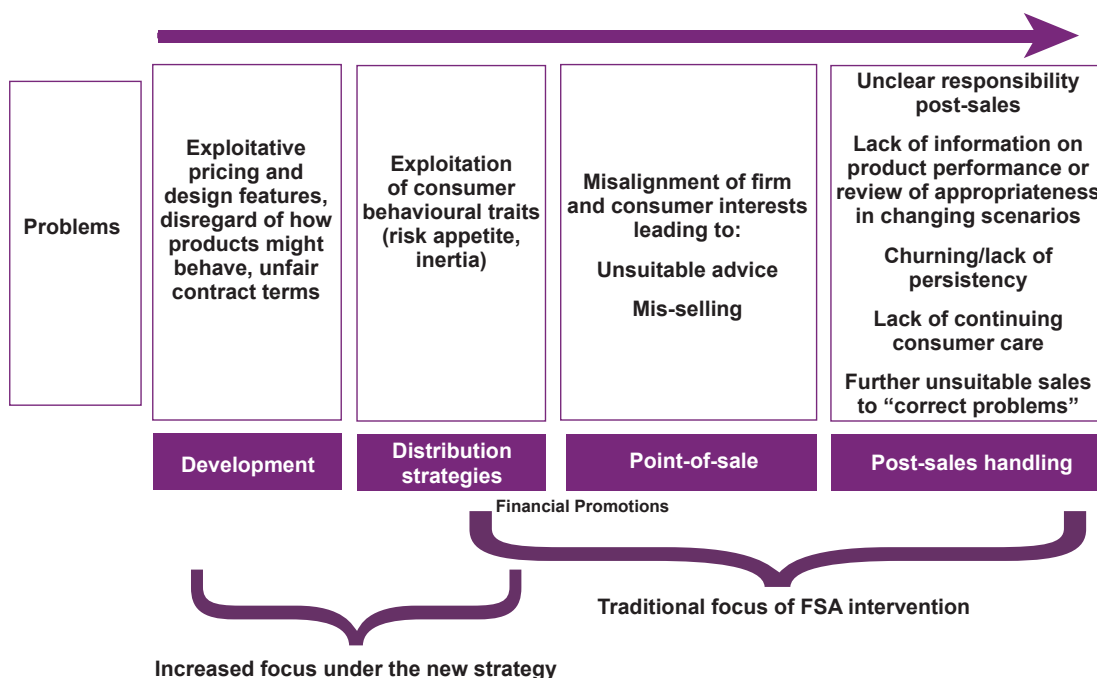 Problems
Exploitative
pricing and
design features,
disregard of how
products might
behave, unfair
contract terms
Exploitation
of consumer
behavioural traits
(risk appetite,
inertia)
Misalignment of firm
and consumer interests
leading to:
Unsuitable advice
Mis-selling
Unclear responsibility
post-sales
Lack of information on
product performance or
review of appropriateness
in changing scenarios
Churning/lack of
persistency
Lack of continuing
consumer care
Further unsuitable sales
to “correct problems”
Development
Distribution
strategies
Point-of-sale
Post-sales handling
Financial Promotions
Traditional focus of FSA intervention
Increased focus under the new strategy